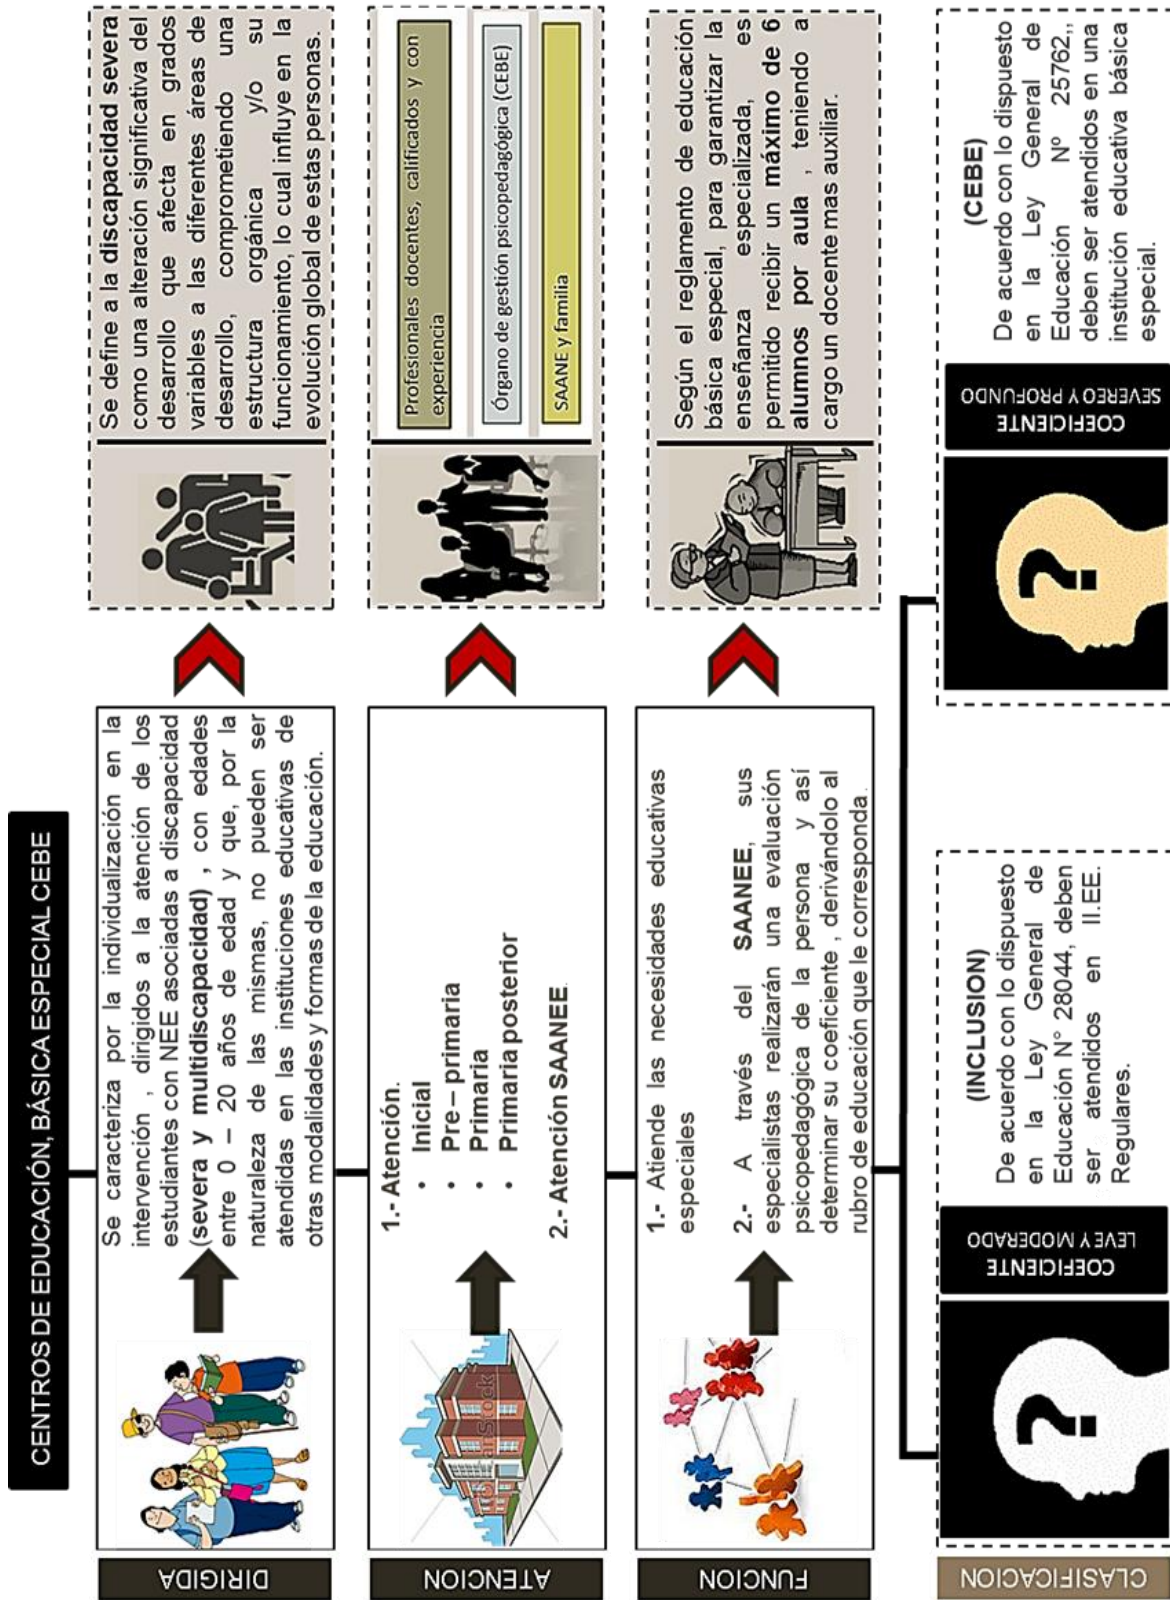 CENTROS DE EDUCACIÓN, BÁSICA ESPECIAL CEBE
DIRIGIDA
Se caracteriza por la individualización en la
intervención , dirigidos a la atención de los
estudiantes con NEE asociadas a discapacidad
(severa y multidiscapacidad) , con edades
entre 0 – 20 años de edad y que, por la
naturaleza de las mismas, no pueden ser
atendidas en las instituciones educativas de
otras modalidades y formas de la educación.
Se define a la discapacidad severa
como una alteración significativa del
desarrollo que afecta en grados
variables a las diferentes áreas de
desarrollo, comprometiendo una
estructura orgánica y/o su
funcionamiento, lo cual influye en la
evolución global de estas personas.
ATENCION
1.- Atención.
• Inicial
• Pre – primaria
• Primaria
• Primaria posterior
2.- Atención SAANEE.
Profesionales docentes, calificados y con
experiencia
Órgano de gestión psicopedagógica (CEBE)
SAANE y familia
FUNCION
1.- Atiende las necesidades educativas
especiales
2.- A través del SAANEE, sus
especialistas realizarán una evaluación
psicopedagógica de la persona y así
determinar su coeficiente , derivándolo al
rubro de educación que le corresponda.
Según el reglamento de educación
básica especial, para garantizar la
enseñanza especializada, es
permitido recibir un máximo de 6
alumnos por aula , teniendo a
cargo un docente mas auxiliar.
CLASIFICACION
COEFICIENTE
LEVE Y MODERADO
(INCLUSION)
De acuerdo con lo dispuesto
en la Ley General de
Educación N° 28044, deben
ser atendidos en II.EE.
Regulares.
COEFICIENTE
SEVEREO Y PROFUNDO
(CEBE)
De acuerdo con lo dispuesto
en la Ley General de
Educación Nº 25762,,
deben ser atendidos en una
institución educativa básica
especial.